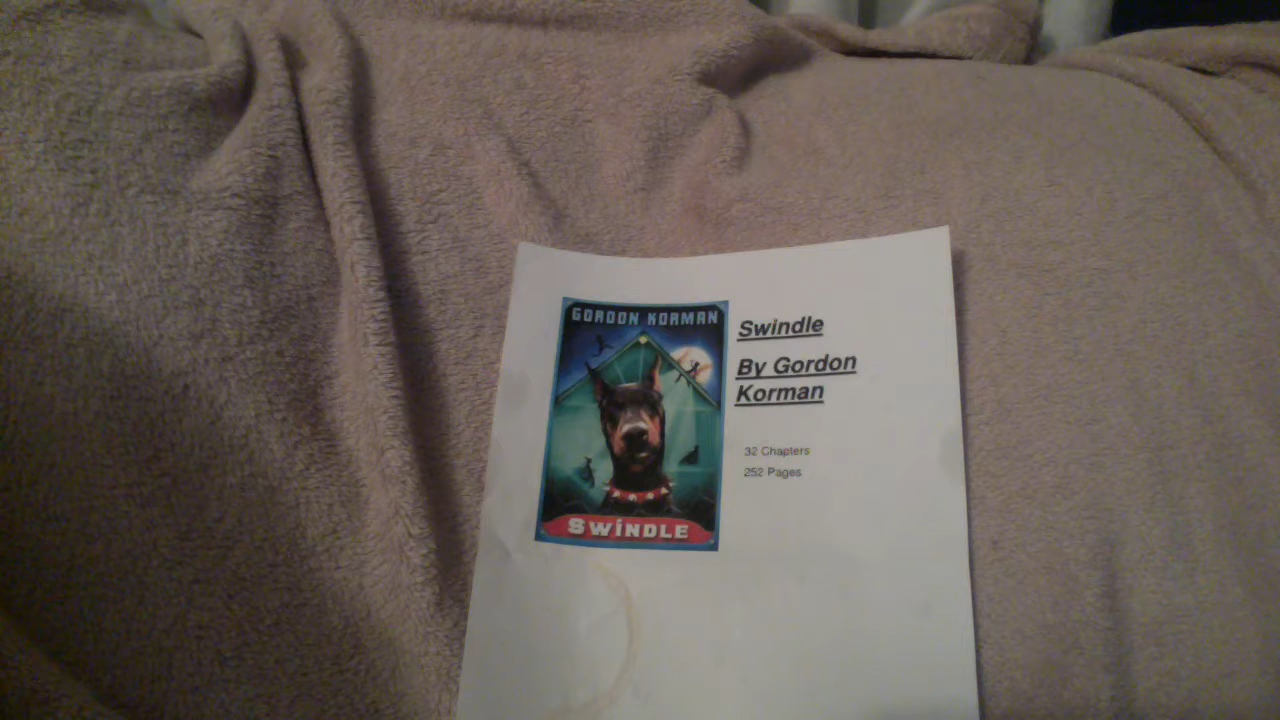 GORDON KORMAN
SWiNDLE
Swindle
By Gordon
Korman
32 Chapters
252 Pages